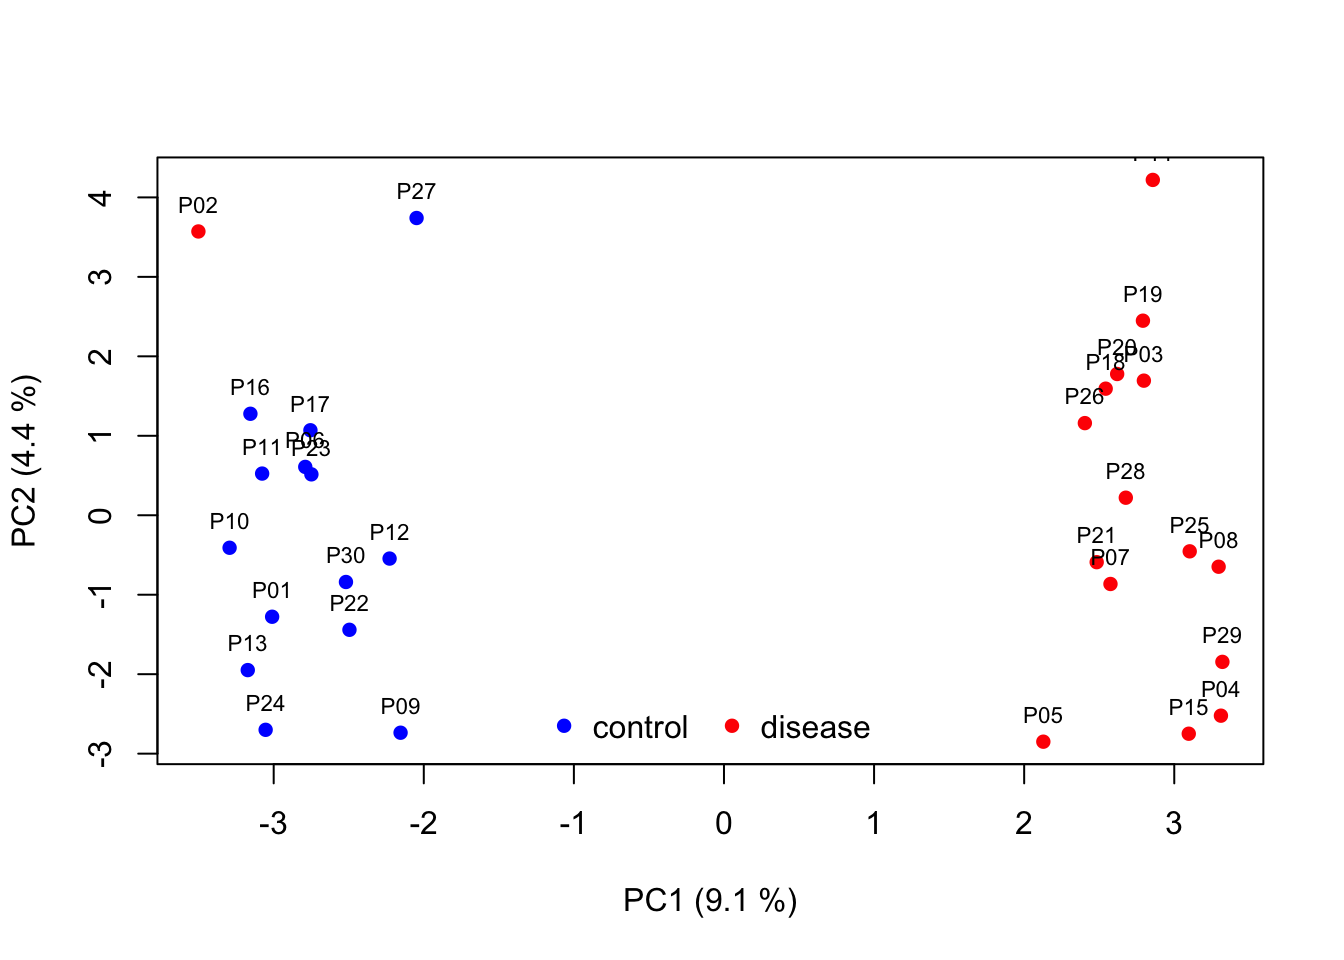 P27
4
P02
P19
3
P20
2
P03
P18
P16
P26
P17
1
P06
P11
P23
P28
0
P10
P25
P12
P21
P08
P30
P07
-1
P01
P22
P13
P29
-2
P04
P24
P09
P15
P05
control
disease
-3
-3
-2
-1
0
1
2
3
PC1 (9.1 %)
PC2 (4.4 %)